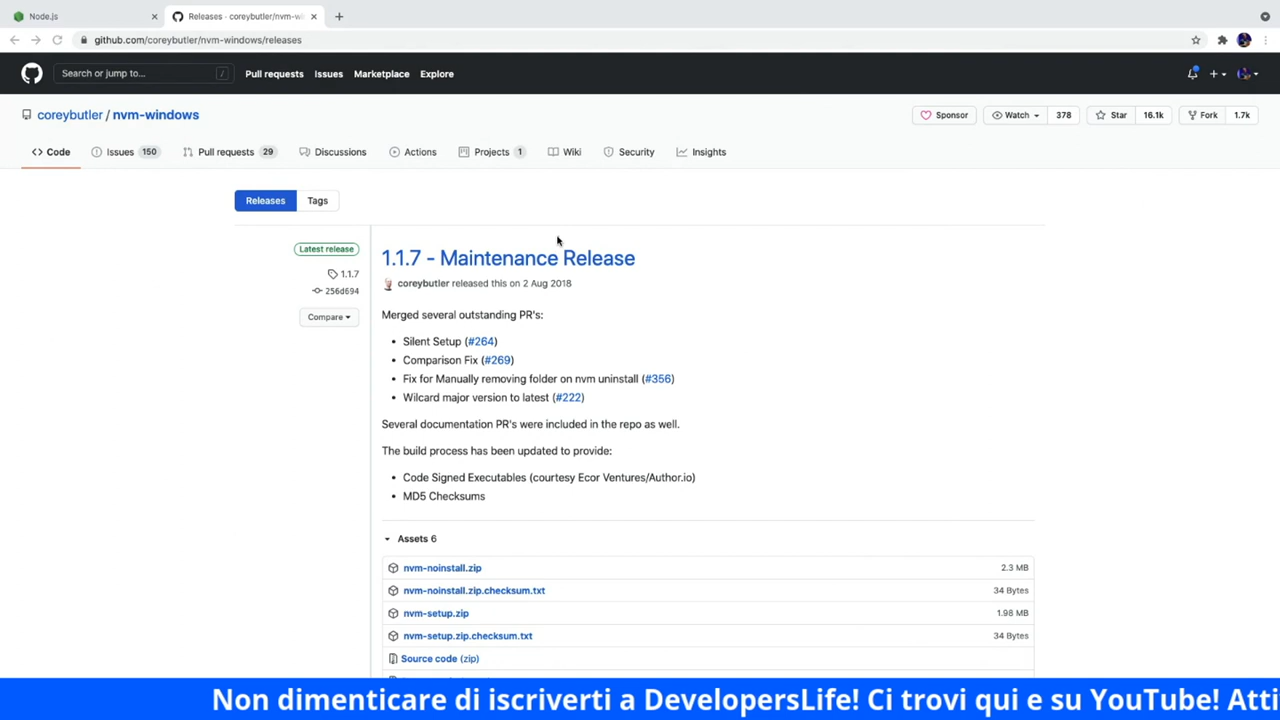 Node.js
Releases · coreybutler/nvm-wi
github.com/coreybutler/nvm-windows/releases
Search or jump to... /
Pull requests Issues Marketplace Explore
coreybutler / nvm-windows
Sponsor Watch 378 Star 16.1k Fork 1.7k
Code Issues 150 Pull requests 29 Discussions Actions Projects 1 Wiki Security Insights
Releases Tags
Latest release
1.1.7
256d694
Compare
1.1.7 - Maintenance Release
coreybutler released this on 2 Aug 2018
Merged several outstanding PR's:
• Silent Setup (#264)
• Comparison Fix (#269)
• Fix for Manually removing folder on nvm uninstall (#356)
• Wilcard major version to latest (#222)
Several documentation PR's were included in the repo as well.
The build process has been updated to provide:
• Code Signed Executables (courtesy Ecor Ventures/Author.io)
• MD5 Checksums
Assets 6
nvm-noinstall.zip 2.3 MB
nvm-noinstall.zip.checksum.txt 34 Bytes
nvm-setup.zip 1.98 MB
nvm-setup.zip.checksum.txt 34 Bytes
Source code (zip)
Non dimenticare di iscriverti a DevelopersLife! Ci trovi qui e su YouTube! Atti